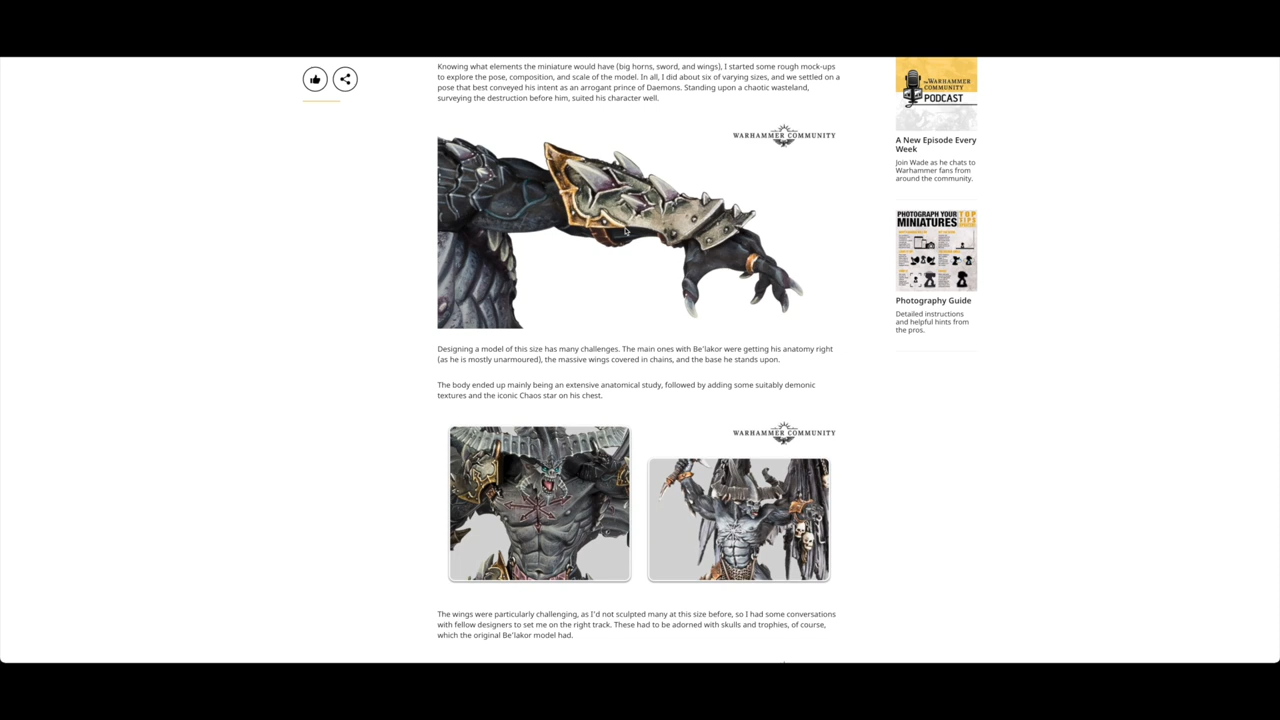 Knowing what elements the miniature would have (big horns, sword, and wings), I started some rough mock-ups
to explore the pose, composition, and scale of the model. In all, I did about six of varying sizes, and we settled on a
pose that best conveyed his intent as an arrogant prince of Daemons. Standing upon a chaotic wasteland,
surveying the destruction before him, suited his character well.
WARHAMMER COMMUNITY
Designing a model of this size has many challenges. The main ones with Be'lakor were getting his anatomy right
(as he is mostly unarmoured), the massive wings covered in chains, and the base he stands upon.
The body ended up mainly being an extensive anatomical study, followed by adding some suitably demonic
textures and the iconic Chaos star on his chest.
WARHAMMER COMMUNITY
The wings were particularly challenging, as I'd not sculpted many at this size before, so I had some conversations
with fellow designers to set me on the right track. These had to be adorned with skulls and trophies, of course,
which the original Be'lakor model had.
The WARHAMMER
COMMUNITY
PODCAST
A New Episode Every
Week
Join Wade as he chats to
Warhammer fans from
around the community.
PHOTOGRAPH YOUR
MINIATURES
TOP
TIPS
Photography Guide
Detailed instructions
and helpful hints from
the pros.